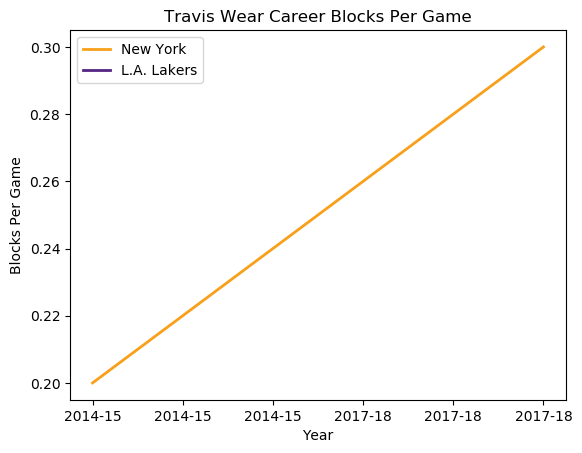 Travis Wear Career Blocks Per Game
New York
L.A. Lakers
0.30
0.28
0.26
0.24
0.22
0.20
Blocks Per Game
2014-15 2014-15 2014-15 2017-18 2017-18 2017-18
Year